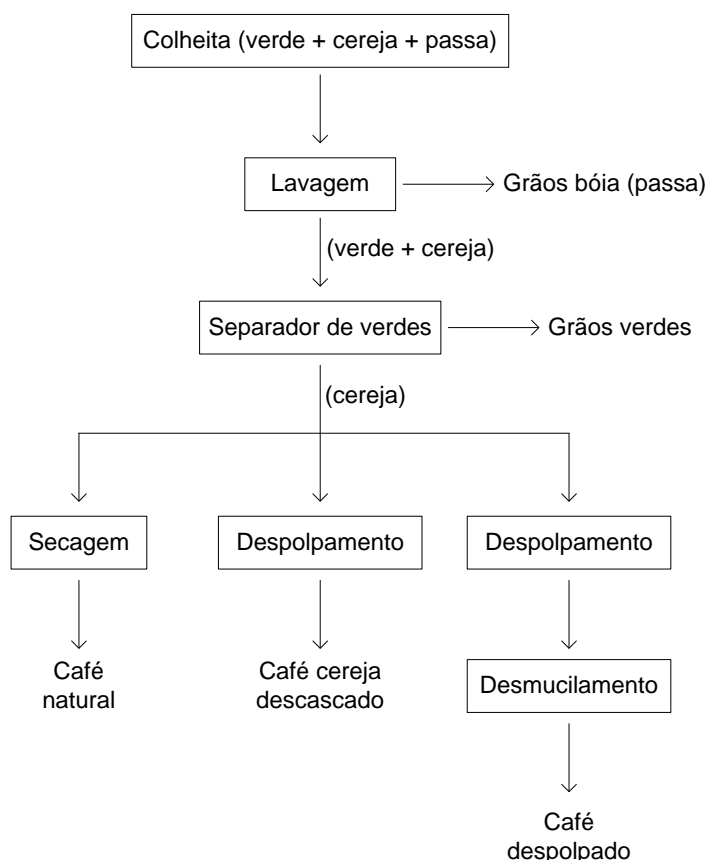 Colheita (verde + cereja + passa)
Lavagem
Grãos bóia (passa)
(verde + cereja)
Separador de verdes
Grãos verdes
(cereja)
Secagem
Despolpamento
Despolpamento
Café
natural
Café cereja
descascado
Desmucilamento
Café
despolpado